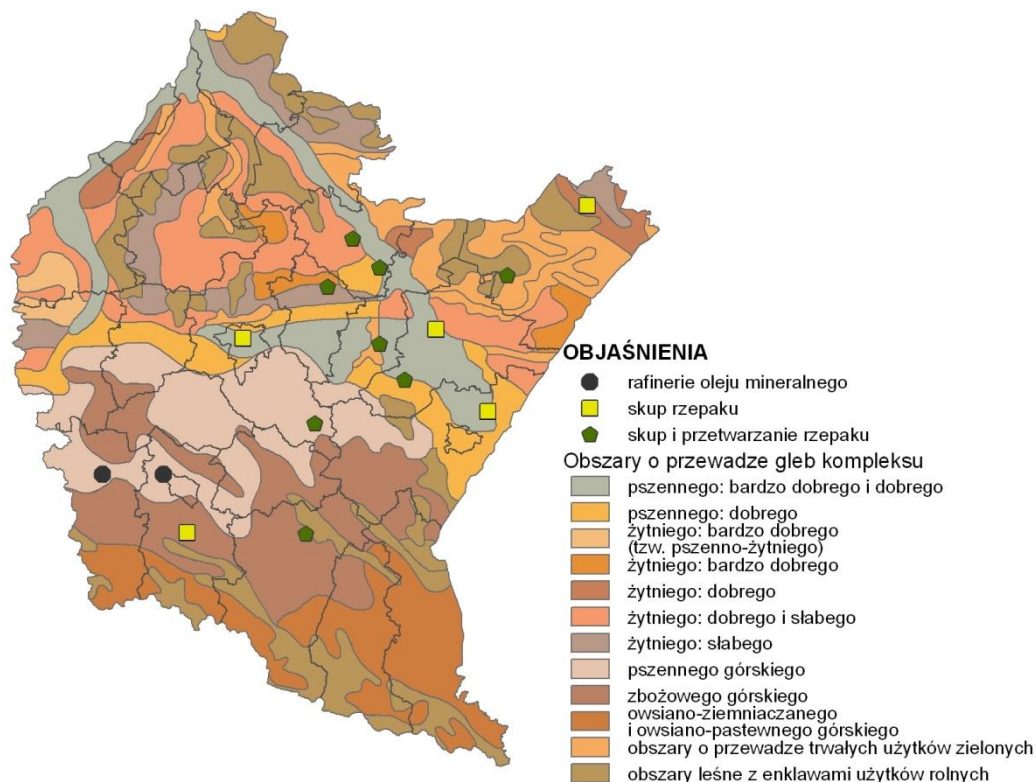 OBJAŚNIENIA
rafinerie oleju mineralnego
skup rzepaku
skup i przetwarzanie rzepaku
Obszary o przewadze gleb kompleksu
pszennego: bardzo dobrego i dobrego
pszennego: dobrego
żytniego: bardzo dobrego
(tzw. pszenno-żytniego)
żytniego: bardzo dobrego
żytniego: dobrego
żytniego: dobrego i słabego
żytniego: słabego
pszennego górskiego
zbożowego górskiego
owsiano-ziemniaczanego
i owsiano-pastewnego górskiego
obszary o przewadze trwałych użytków zielonych
obszary leśne z enklawami użytków rolnych